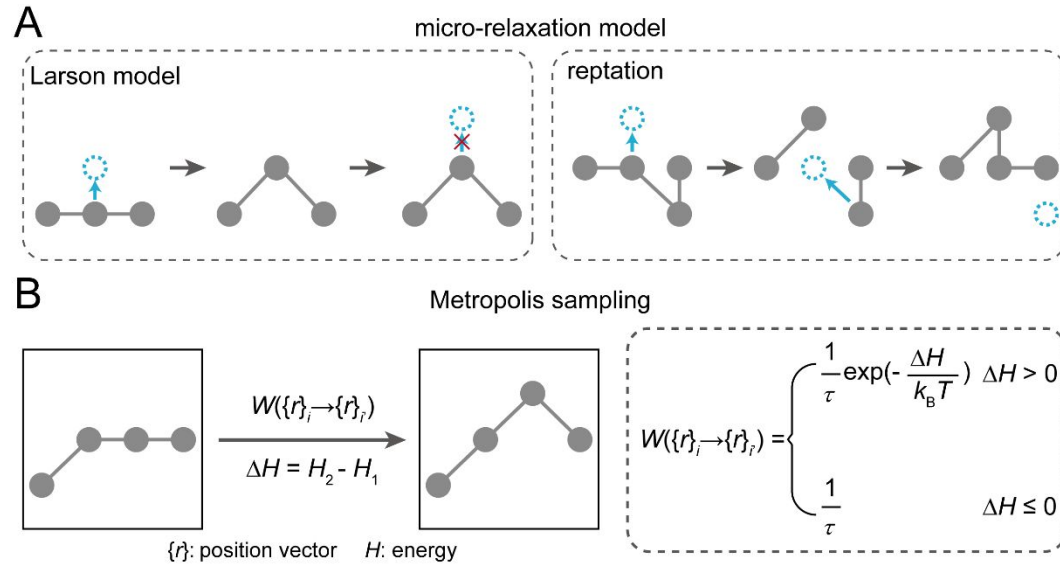 A
micro-relaxation model
Larson model
reptation
B
Metropolis sampling
W({r}ᵢ→{r}ᵢ')
ΔH = H₂ - H₁
{r}: position vector H: energy
W({r}ᵢ→{r}ᵢ') =
1/τ exp(- ΔH/k_B T) ΔH > 0
1/τ ΔH ≤ 0